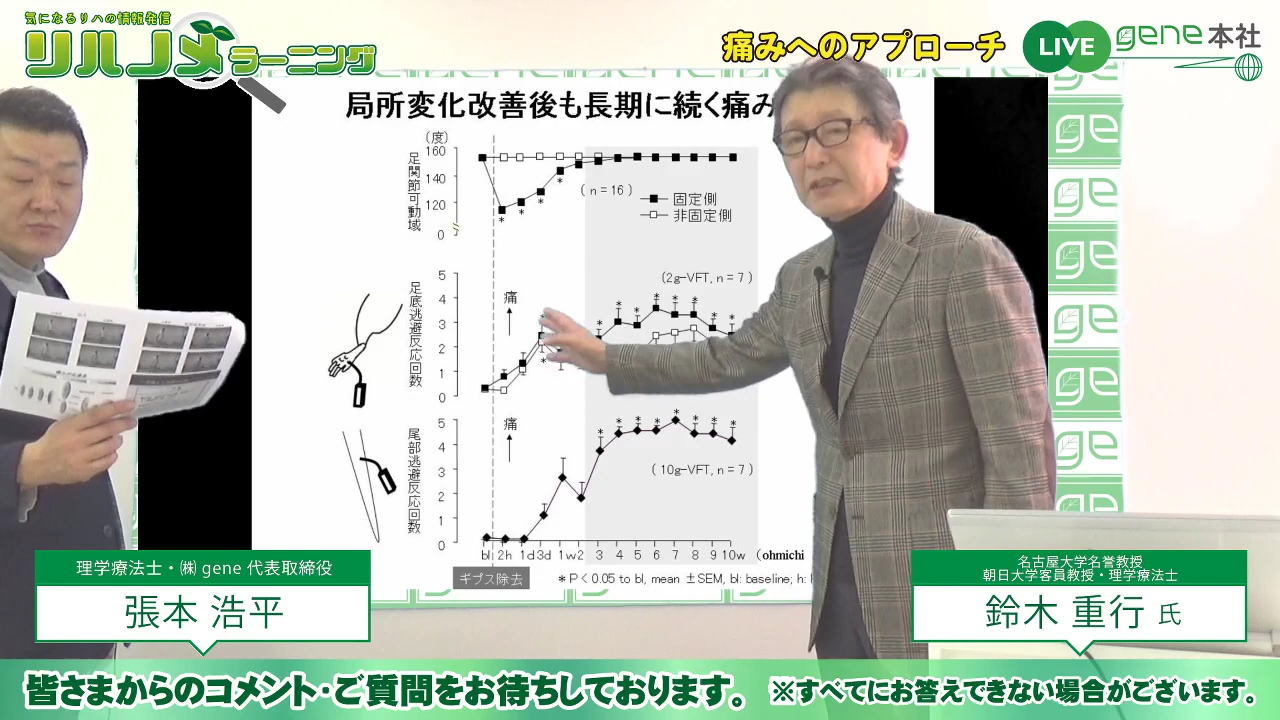 気になるリハの情報発信
リハノメラーニング
痛みへのアプローチ
LIVE
gene 本社
局所変化改善後も長期に続く痛み
(度)
足関節可動域
160
140
120
0
(n = 16)
固定側
非固定側
足底逃避反応回数
5
4
3
2
1
0
痛
(2g-VFT, n = 7)
尾部逃避反応回数
5
4
3
2
1
0
痛
(10g-VFT, n = 7)
bl 2h 1d 3d 1w 2 3 4 5 6 7 8 9 10w (ohmichi
ギプス除去
* P < 0.05 to bl, mean ±SEM, bl: baseline; h:
ge
ge
ge
ge
ge
理学療法士・㈱ gene 代表取締役
張本 浩平
名古屋大学名誉教授
朝日大学客員教授・理学療法士
鈴木 重行 氏
皆さまからのコメント・ご質問をお待ちしております。 ※すべてにお答えできない場合がございます。